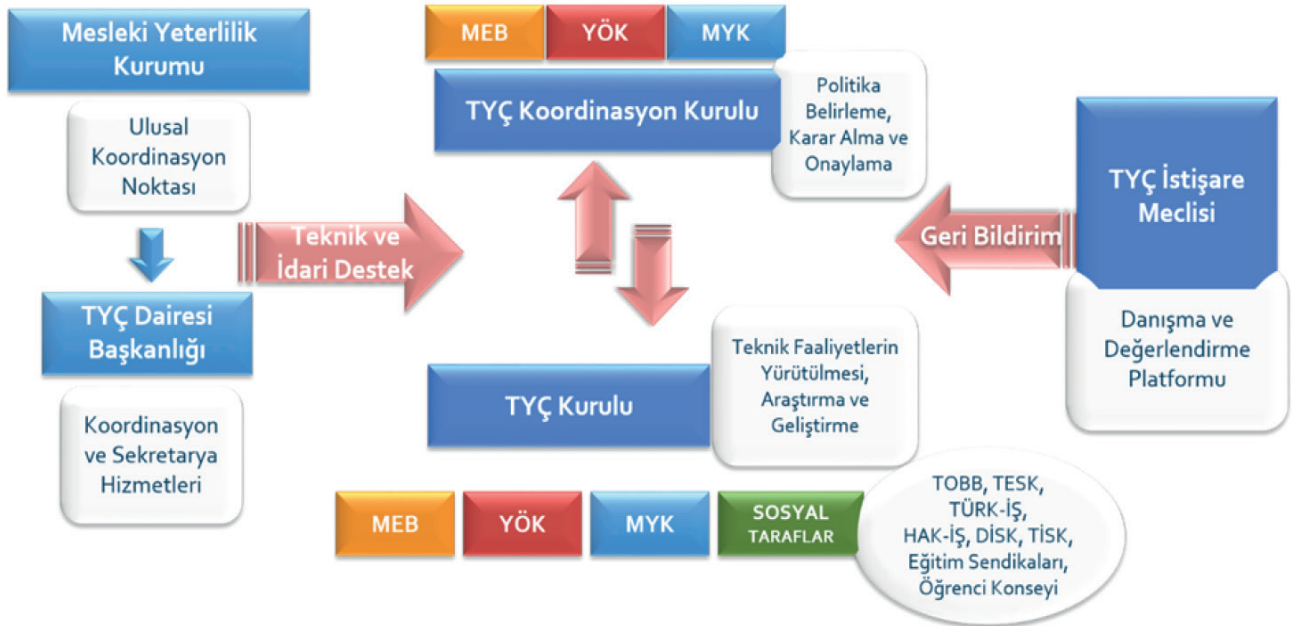 Mesleki Yeterlilik
Kurumu
Ulusal
Koordinasyon
Noktası
TYÇ Dairesi
Başkanlığı
Koordinasyon
ve Sekretarya
Hizmetleri
Teknik ve
İdari Destek
MEB
YÖK
MYK
TYÇ Koordinasyon Kurulu
Politika
Belirleme,
Karar Alma ve
Onaylama
TYÇ Kurulu
Teknik Faaliyetlerin
Yürütülmesi,
Araştırma ve
Geliştirme
MEB
YÖK
MYK
SOSYAL
TARAFLAR
TOBB, TESK,
TÜRK-İŞ,
HAK-İŞ, DİSK, TİSK,
Eğitim Sendikaları,
Öğrenci Konseyi
Geri Bildirim
TYÇ İstişare
Meclisi
Danışma ve
Değerlendirme
Platformu